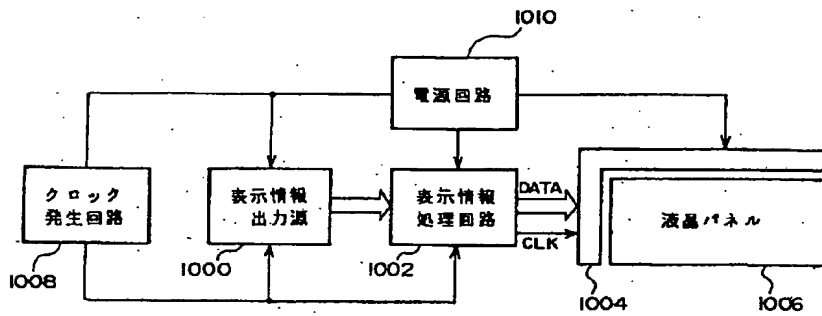 1010
電源回路
クロック
発生回路
表示情報
出力源
表示情報
処理回路
DATA
CLK
液晶パネル
1008
1000
1002
1004
1006